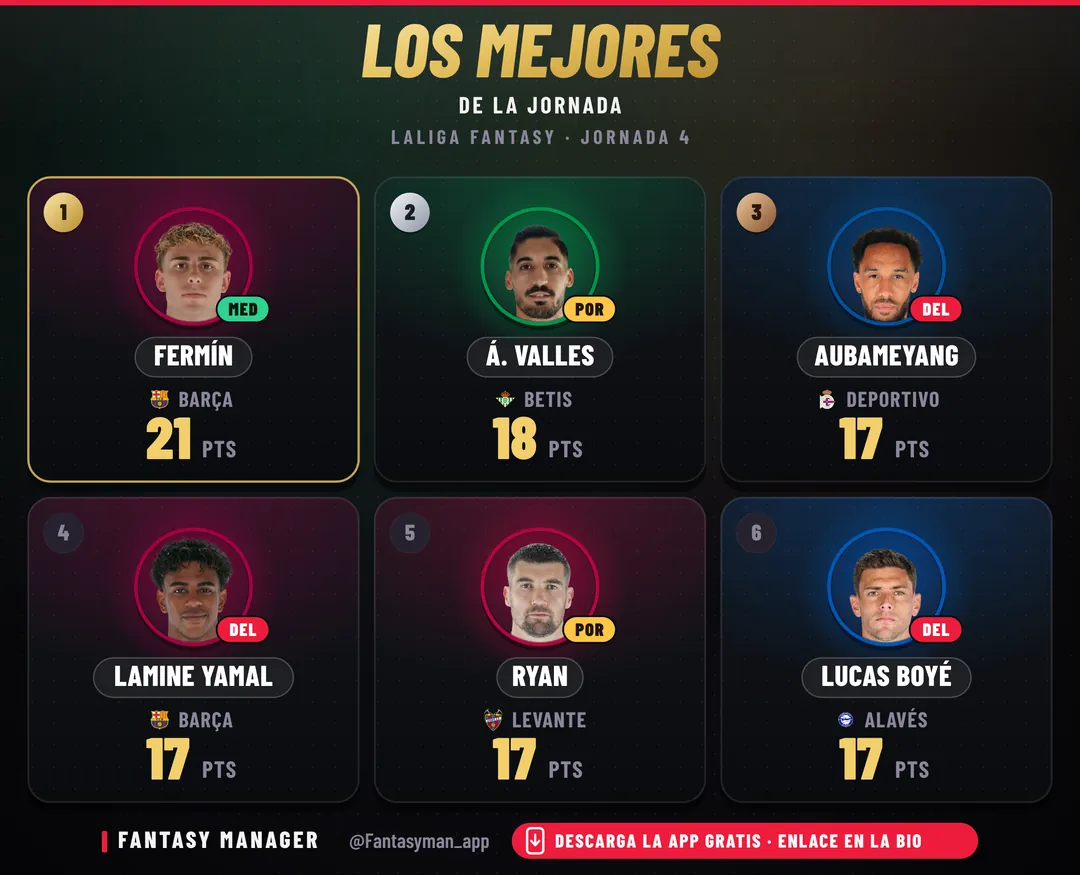 LOS MEJORES
DE LA JORNADA
LALIGA FANTASY · JORNADA 4
1
MED
FERMÍN
BARÇA
21 PTS
2
POR
Á. VALLES
BETIS
18 PTS
3
DEL
AUBAMEYANG
DEPORTIVO
17 PTS
4
DEL
LAMINE YAMAL
BARÇA
17 PTS
5
POR
RYAN
LEVANTE
17 PTS
6
DEL
LUCAS BOYÉ
ALAVÉS
17 PTS
FANTASY MANAGER
@Fantasyman_app
DESCARGA LA APP GRATIS · ENLACE EN LA BIO